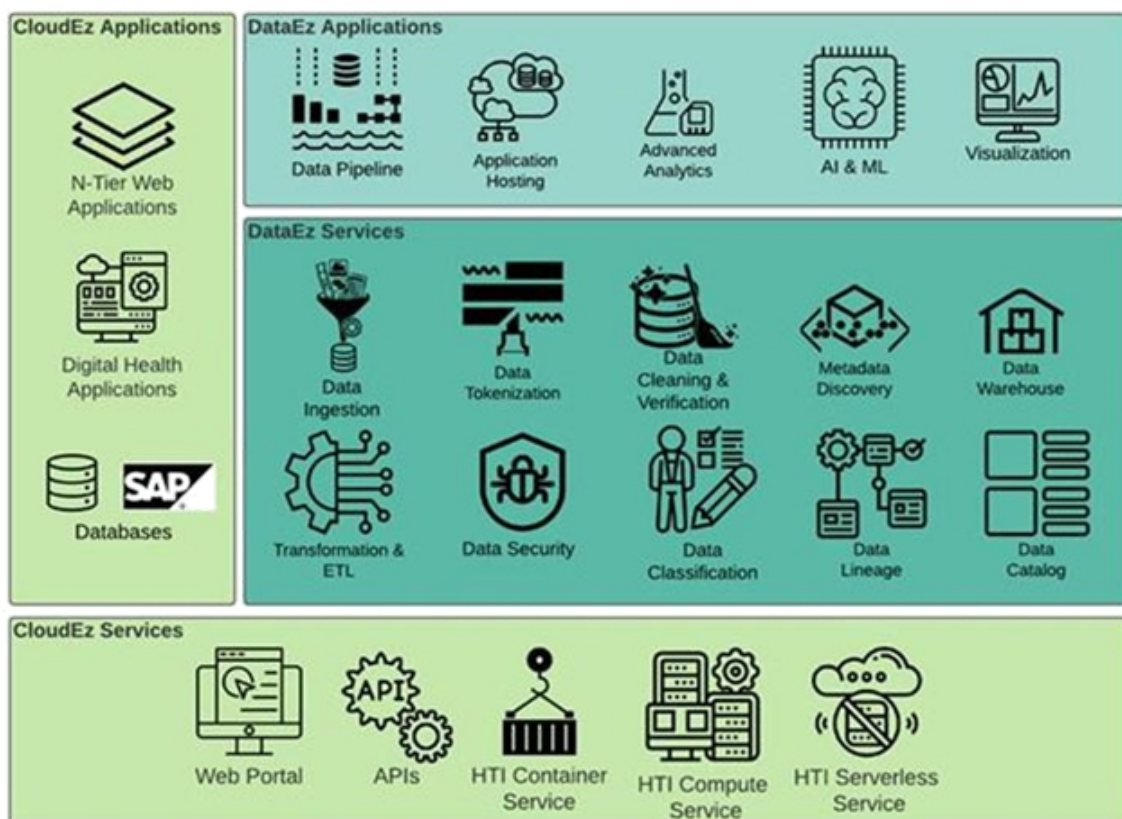 CloudEz Applications
N-Tier Web
Applications
Digital Health
Applications
SAP
Databases
DataEz Applications
Data Pipeline
Application
Hosting
Advanced
Analytics
AI & ML
Visualization
DataEz Services
Data
Ingestion
Data
Tokenization
Data
Cleaning &
Verification
Metadata
Discovery
Data
Warehouse
Transformation &
ETL
Data Security
Data
Classification
Data
Lineage
Data
Catalog
CloudEz Services
Web Portal
API
APIs
HTI Container
Service
HTI Compute
Service
HTI Serverless
Service